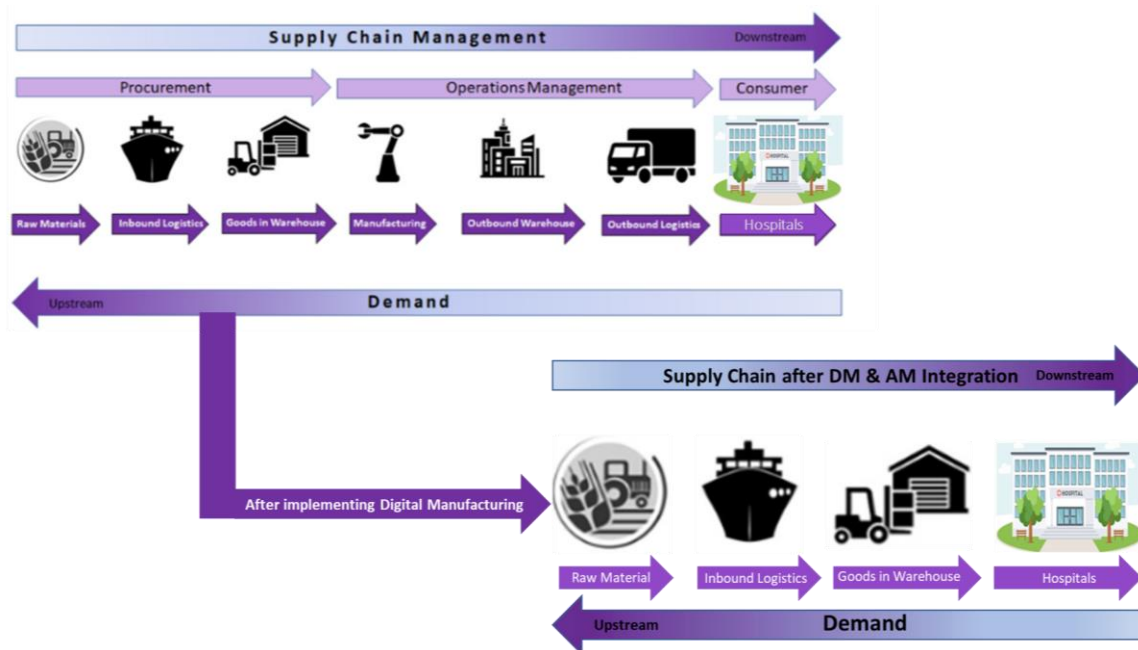 Supply Chain Management
Downstream
Procurement
Operations Management
Consumer
HOSPITAL
H
Raw Materials
Inbound Logistics
Goods in Warehouse
Manufacturing
Outbound Warehouse
Outbound Logistics
Hospitals
Upstream
Demand
Supply Chain after DM & AM Integration
Downstream
After implementing Digital Manufacturing
HOSPITAL
H
Raw Material
Inbound Logistics
Goods in Warehouse
Hospitals
Upstream
Demand